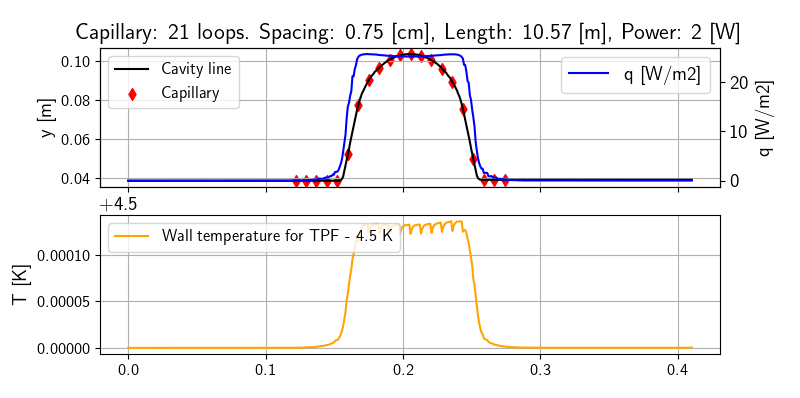 Capillary: 21 loops. Spacing: 0.75 [cm], Length: 10.57 [m], Power: 2 [W]
0.10
0.08
0.06
0.04
y [m]
Cavity line
Capillary
q [W/m2]
20
10
0
q [W/m2]
+4.5
0.00010
0.00005
0.00000
T [K]
Wall temperature for TPF - 4.5 K
0.0 0.1 0.2 0.3 0.4